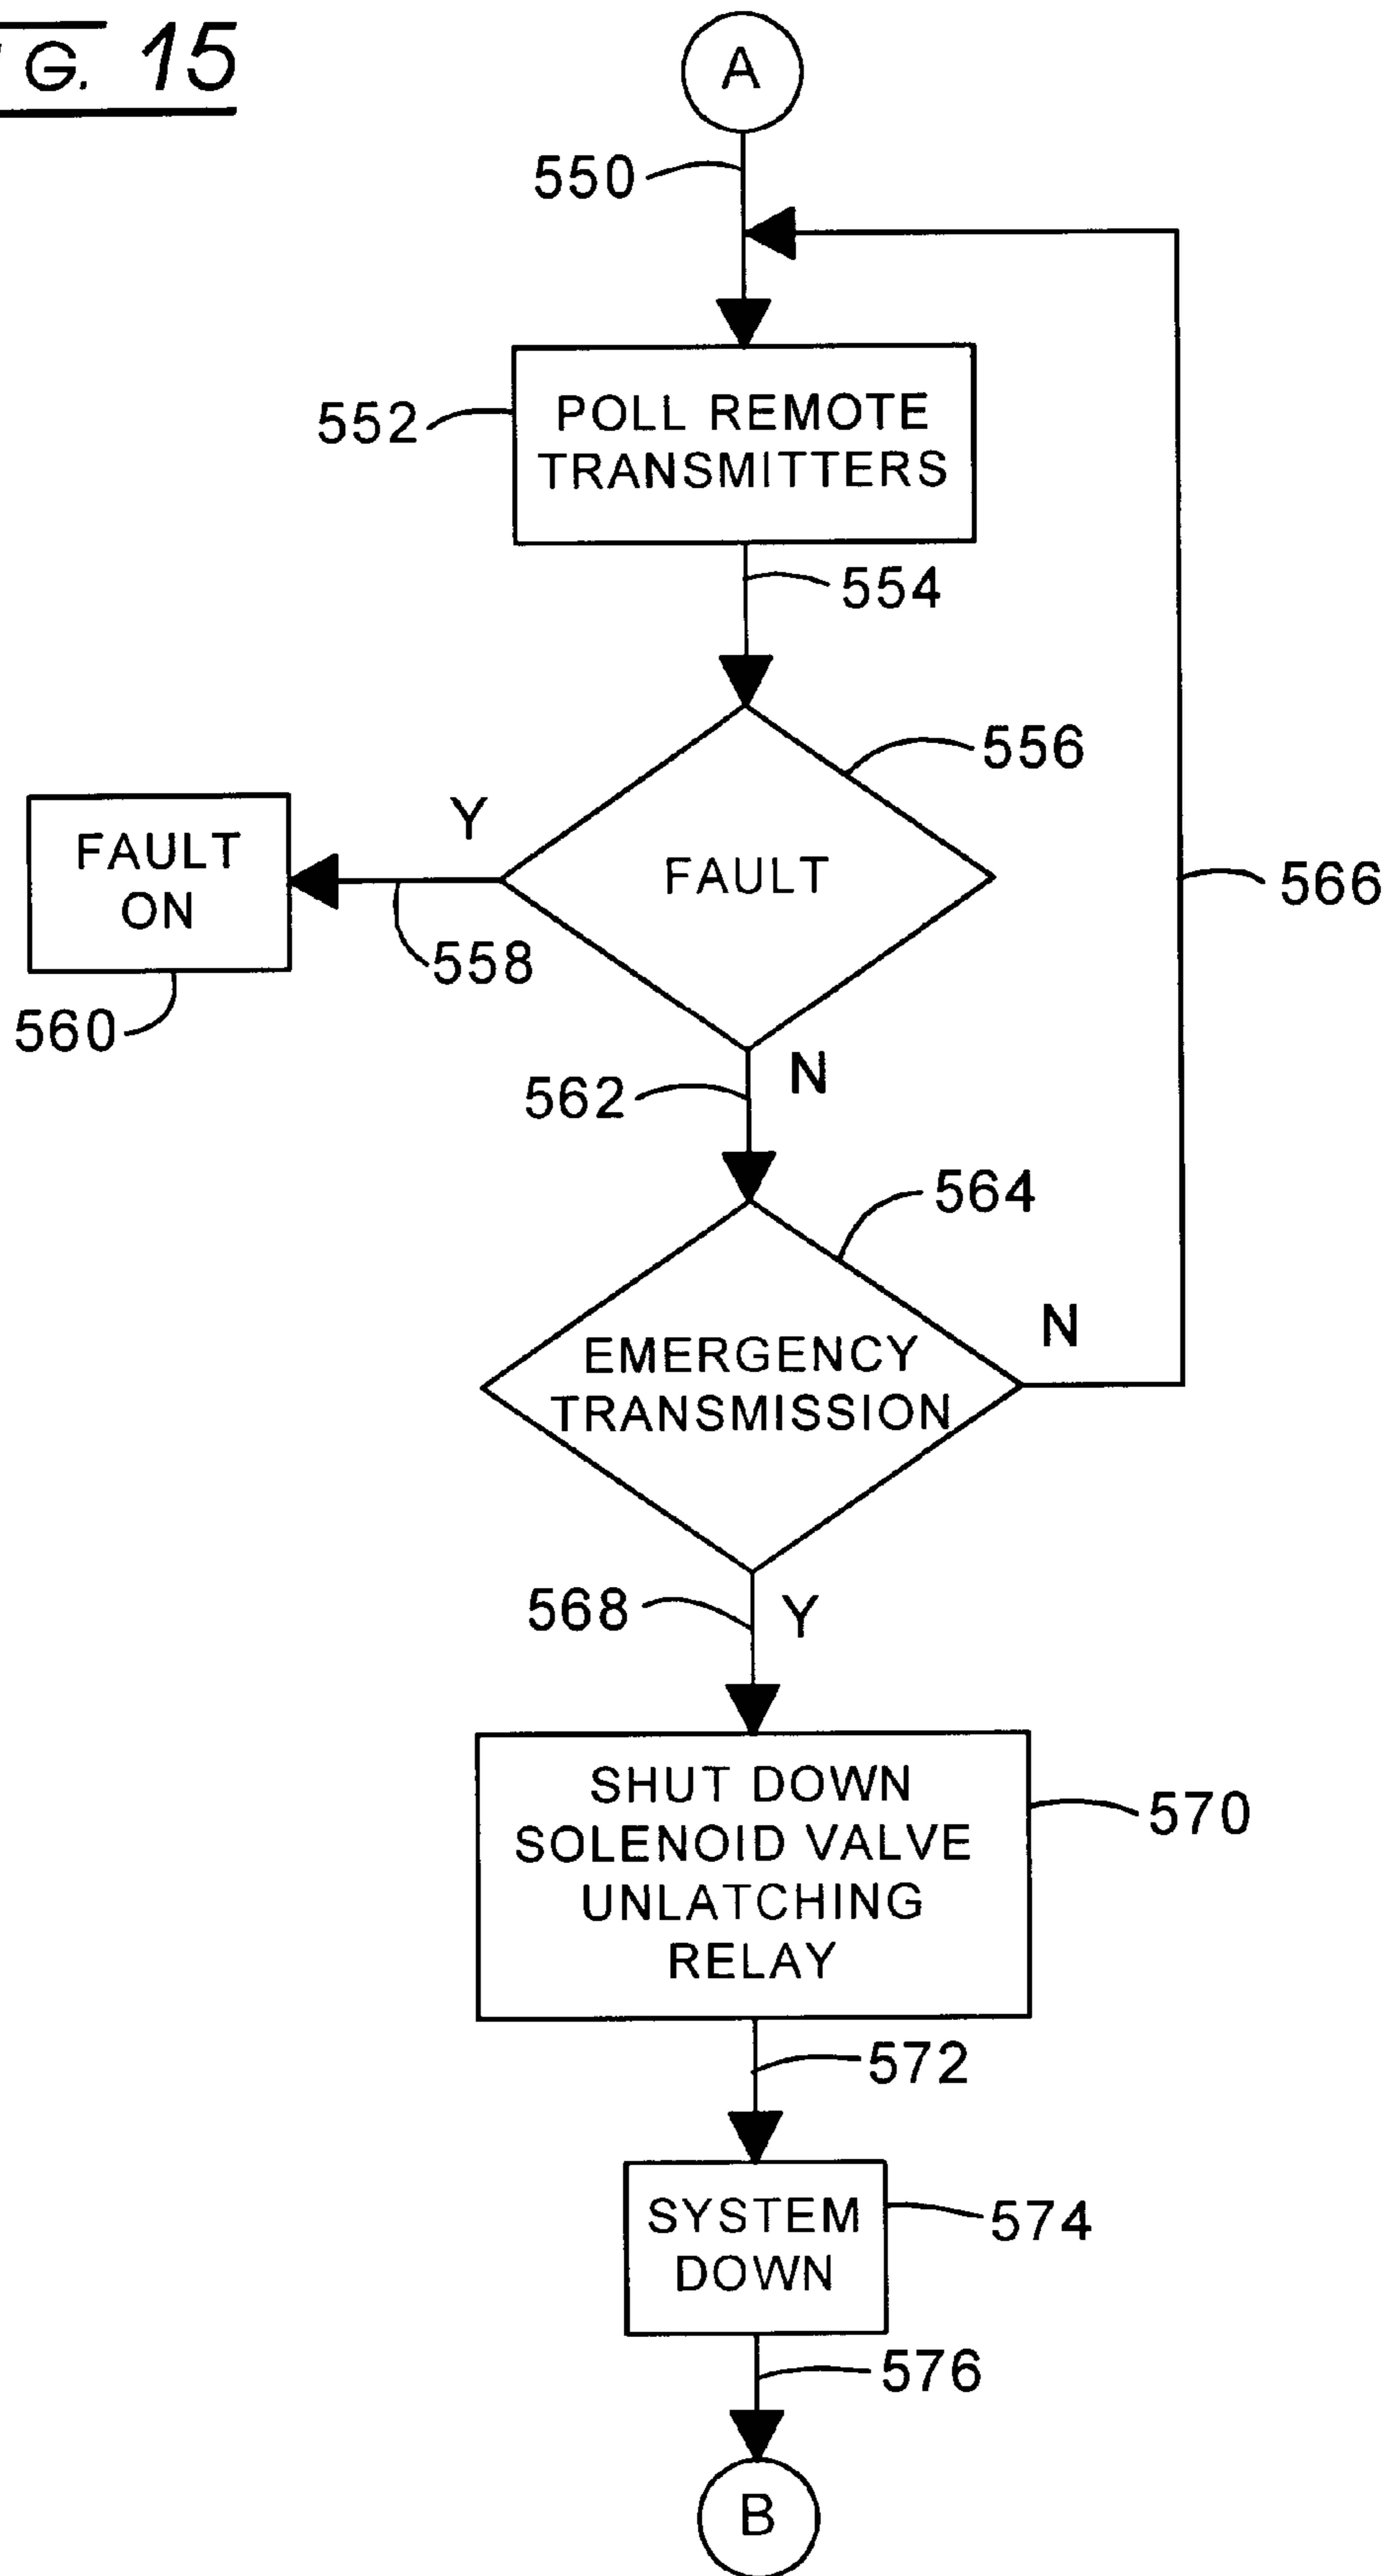 G. 15
A
550
552
POLL REMOTE
TRANSMITTERS
554
556
Y
FAULT
FAULT
ON
558
560
566
N
562
564
N
EMERGENCY
TRANSMISSION
568
Y
SHUT DOWN
SOLENOID VALVE
UNLATCHING
RELAY
570
572
SYSTEM
DOWN
574
576
B